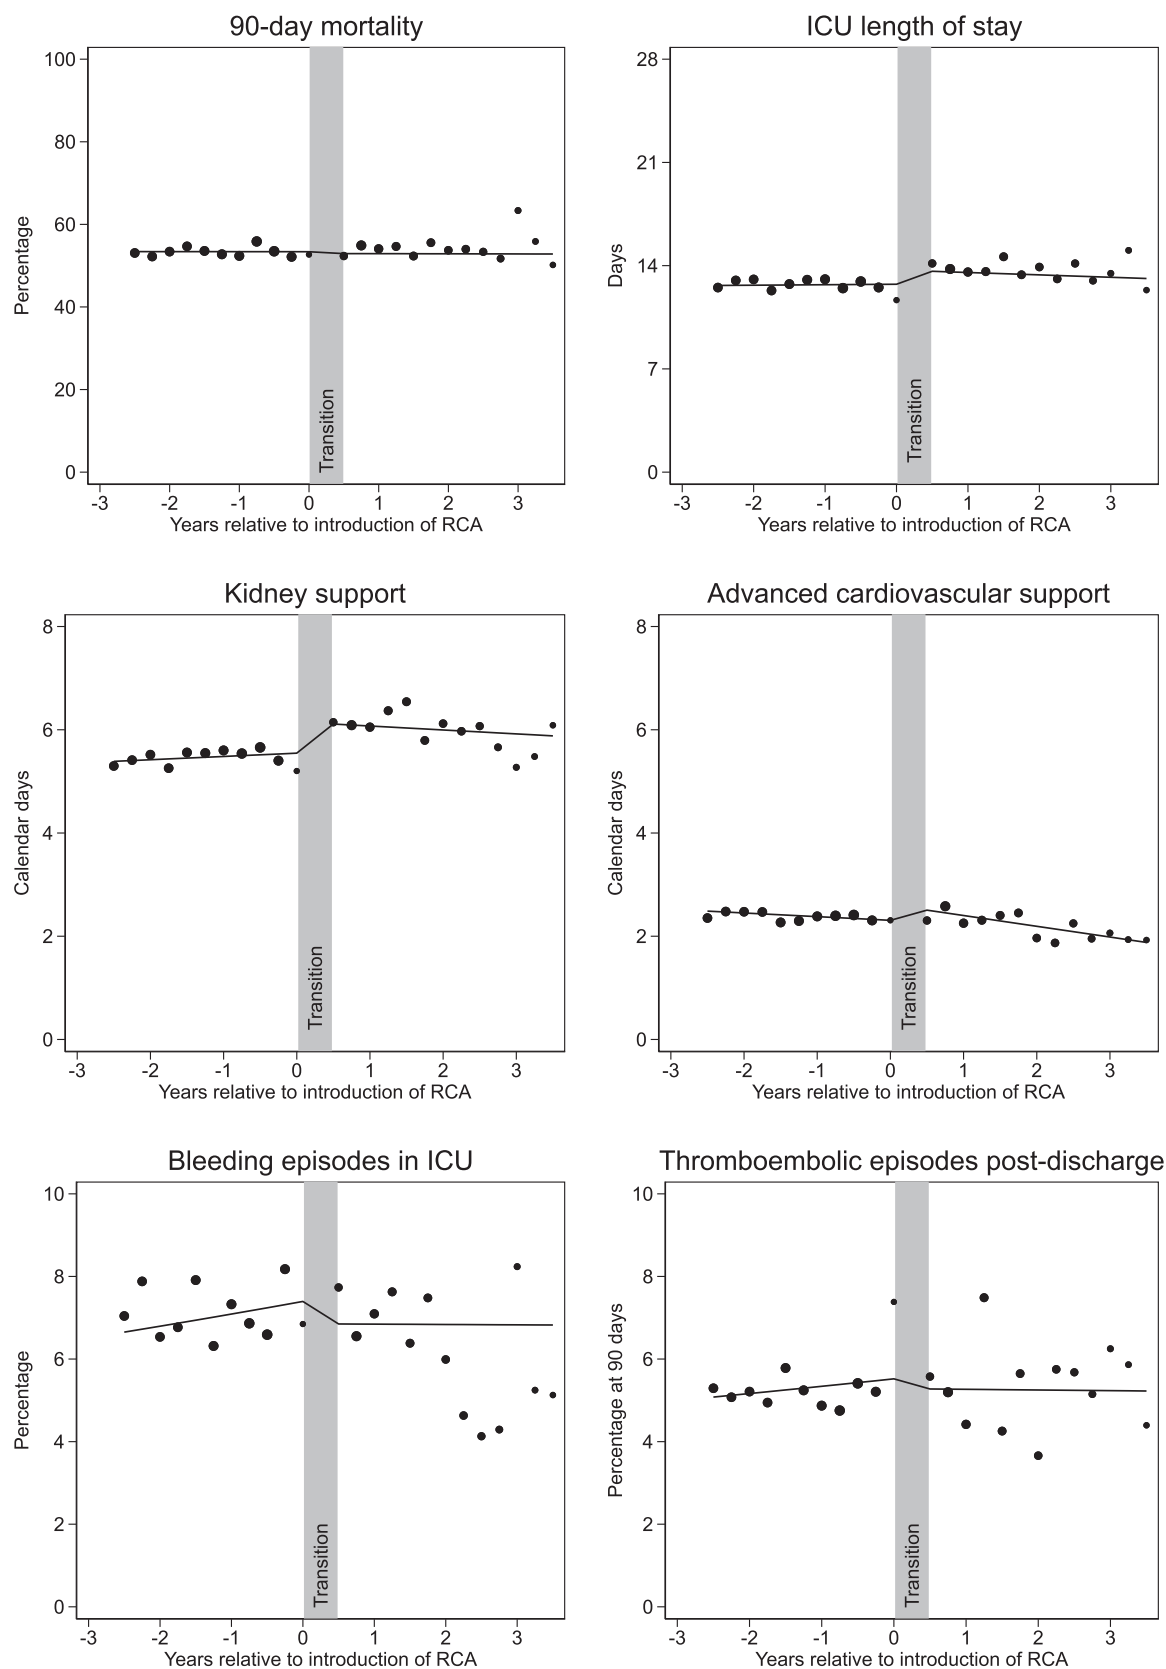 90-day mortality
100
80
60
40
20
0
Percentage
Transition
-3 -2 -1 0 1 2 3
Years relative to introduction of RCA
ICU length of stay
28
21
14
7
0
Days
Transition
-3 -2 -1 0 1 2 3
Years relative to introduction of RCA
Kidney support
8
6
4
2
0
Calendar days
Transition
-3 -2 -1 0 1 2 3
Years relative to introduction of RCA
Advanced cardiovascular support
8
6
4
2
0
Calendar days
Transition
-3 -2 -1 0 1 2 3
Years relative to introduction of RCA
Bleeding episodes in ICU
10
8
6
4
2
0
Percentage
Transition
-3 -2 -1 0 1 2 3
Years relative to introduction of RCA
Thromboembolic episodes post-discharge
10
8
6
4
2
0
Percentage at 90 days
Transition
-3 -2 -1 0 1 2 3
Years relative to introduction of RCA